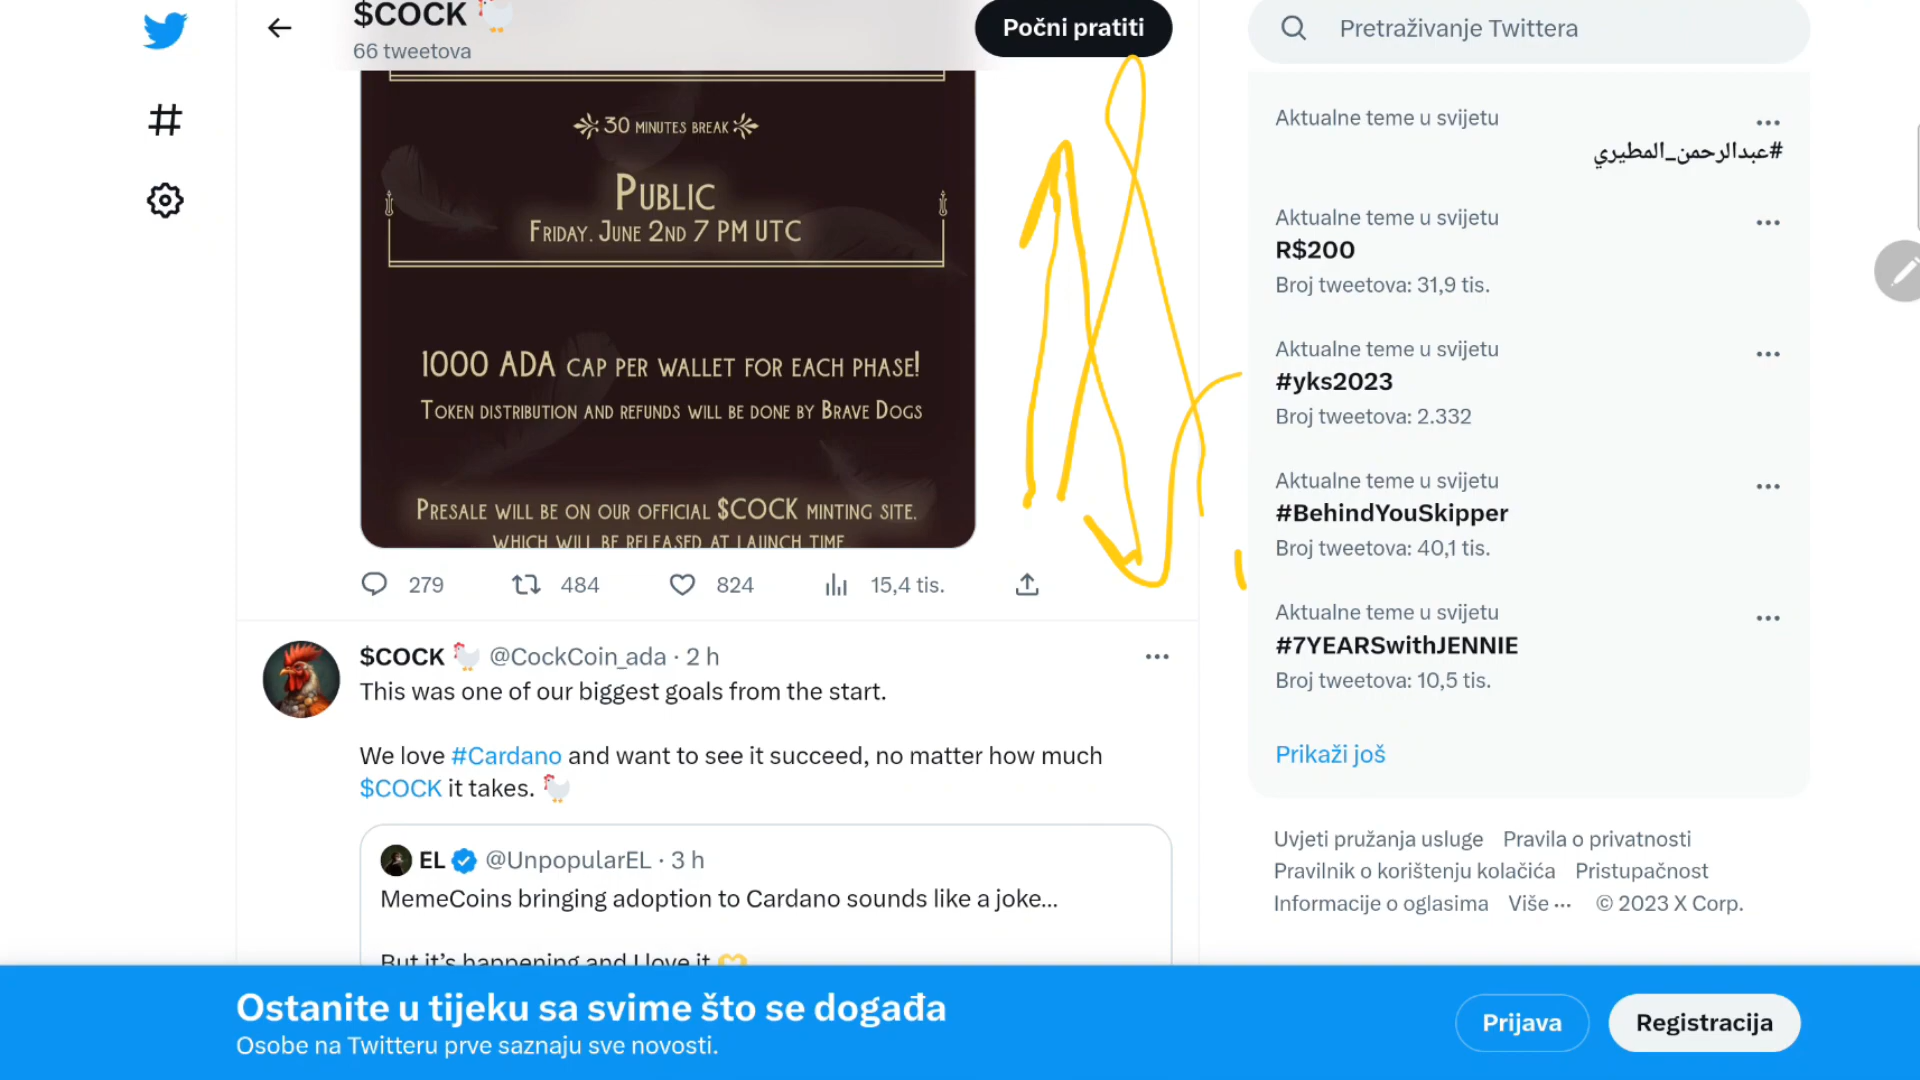 $COCK 🐓
66 tweetova
Počni pratiti
30 MINUTES BREAK
PUBLIC
FRIDAY. JUNE 2ND 7 PM UTC
1000 ADA CAP PER WALLET FOR EACH PHASE!
TOKEN DISTRIBUTION AND REFUNDS WILL BE DONE BY BRAVE DOGS
PRESALE WILL BE ON OUR OFFICIAL $COCK MINTING SITE.
WHICH WILL BE RELEASED AT LAUNCH TIME
279 484 824 15,4 tis.
$COCK 🐓 @CockCoin_ada · 2 h
This was one of our biggest goals from the start.
We love #Cardano and want to see it succeed, no matter how much
$COCK it takes. 🐓
EL @UnpopularEL · 3 h
MemeCoins bringing adoption to Cardano sounds like a joke...
But it's happening and I love it 🫶
Pretraživanje Twittera
Aktualne teme u svijetu
#عبدالرحمن_المطيري
Aktualne teme u svijetu
R$200
Broj tweetova: 31,9 tis.
Aktualne teme u svijetu
#yks2023
Broj tweetova: 2.332
Aktualne teme u svijetu
#BehindYouSkipper
Broj tweetova: 40,1 tis.
Aktualne teme u svijetu
#7YEARSwithJENNIE
Broj tweetova: 10,5 tis.
Prikaži još
Uvjeti pružanja usluge Pravila o privatnosti
Pravilnik o korištenju kolačića Pristupačnost
Informacije o oglasima Više ··· © 2023 X Corp.
Ostanite u tijeku sa svime što se događa
Osobe na Twitteru prve saznaju sve novosti.
Prijava
Registracija